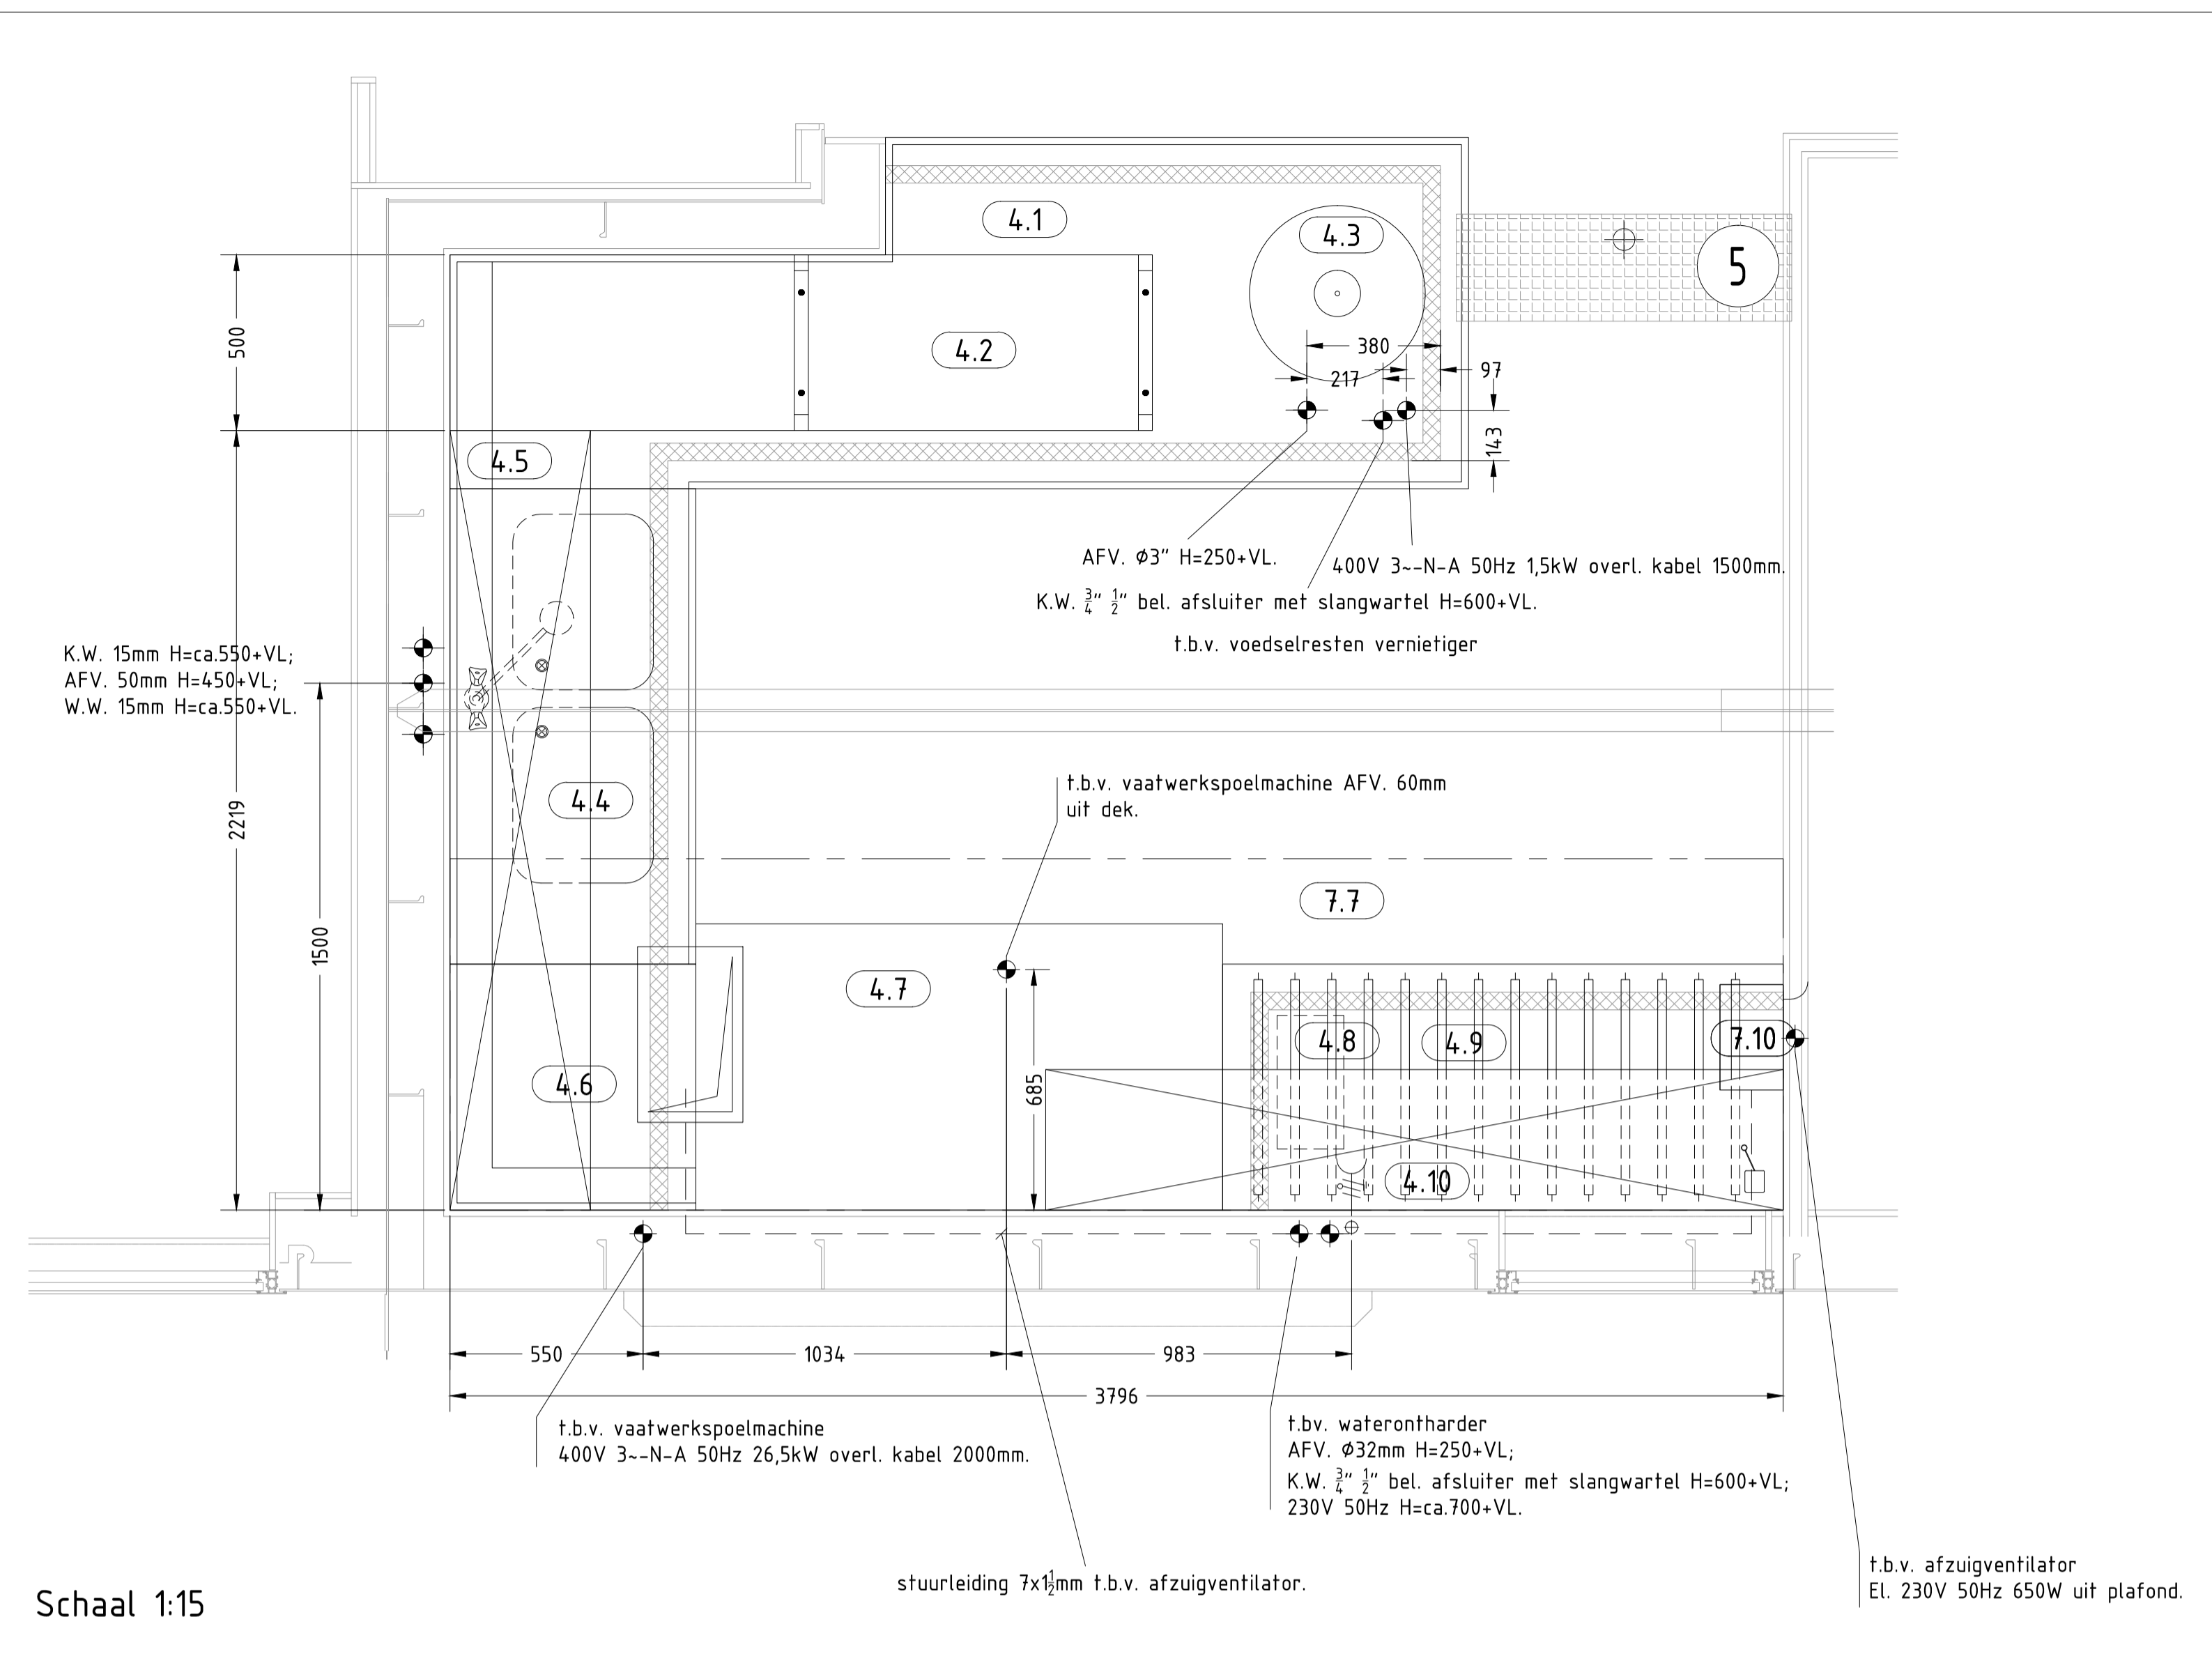 4.1
4.3
5
500
4.2
380
217
97
143
4.5
AFV. Ø3" H=250+VL.
400V 3~-N-A 50Hz 1,5kW overl. kabel 1500mm.
K.W. ¾" ½" bel. afsluiter met slangwartel H=600+VL.
t.b.v. voedselresten vernietiger
K.W. 15mm H=ca.550+VL;
AFV. 50mm H=450+VL;
W.W. 15mm H=ca.550+VL.
t.b.v. vaatwerkspoelmachine AFV. 60mm
uit dek.
4.4
2219
7.7
1500
4.7
4.8
4.9
7.10
4.6
685
4.10
550
1034
983
3796
t.b.v. vaatwerkspoelmachine
400V 3~-N-A 50Hz 26,5kW overl. kabel 2000mm.
t.bv. waterontharder
AFV. Ø32mm H=250+VL;
K.W. ¾" ½" bel. afsluiter met slangwartel H=600+VL;
230V 50Hz H=ca.700+VL.
stuurleiding 7x1½mm t.b.v. afzuigventilator.
t.b.v. afzuigventilator
El. 230V 50Hz 650W uit plafond.
Schaal 1:15